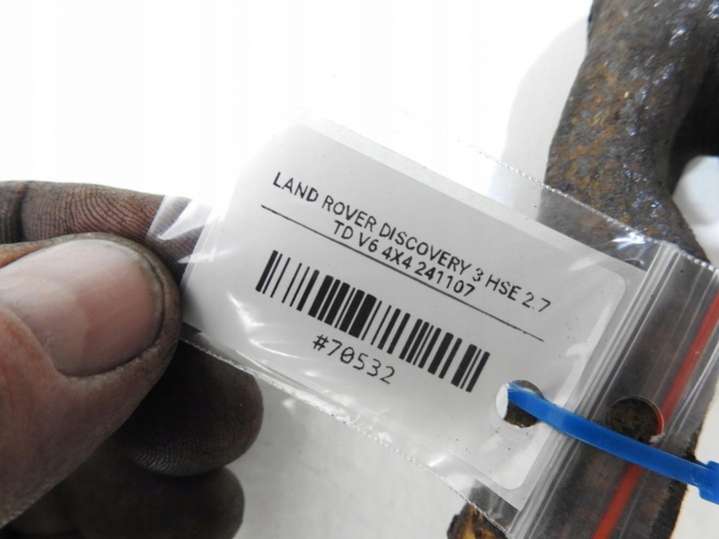 LAND ROVER DISCOVERY 3 HSE 2.7
TD V6 4X4 241107
#70532